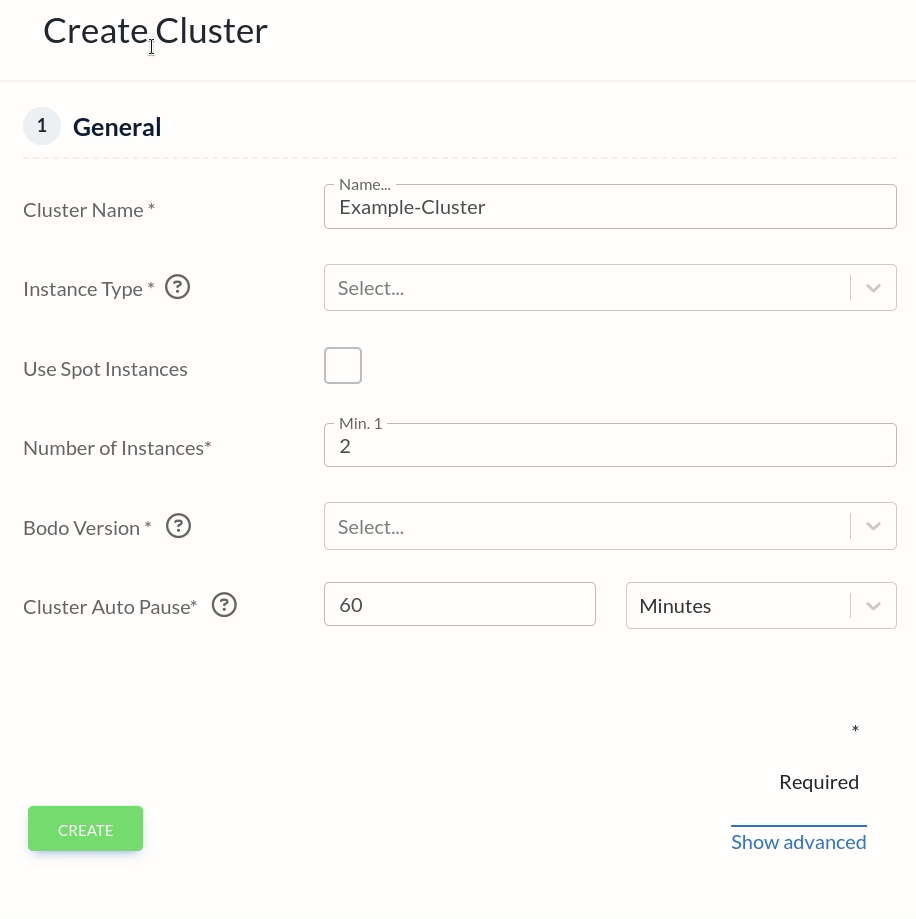 Create Cluster
1 General
Name...
Cluster Name * Example-Cluster
Instance Type * ? Select...
Use Spot Instances
Min. 1
Number of Instances* 2
Bodo Version * ? Select...
Cluster Auto Pause* ? 60 Minutes
*
Required
CREATE
Show advanced